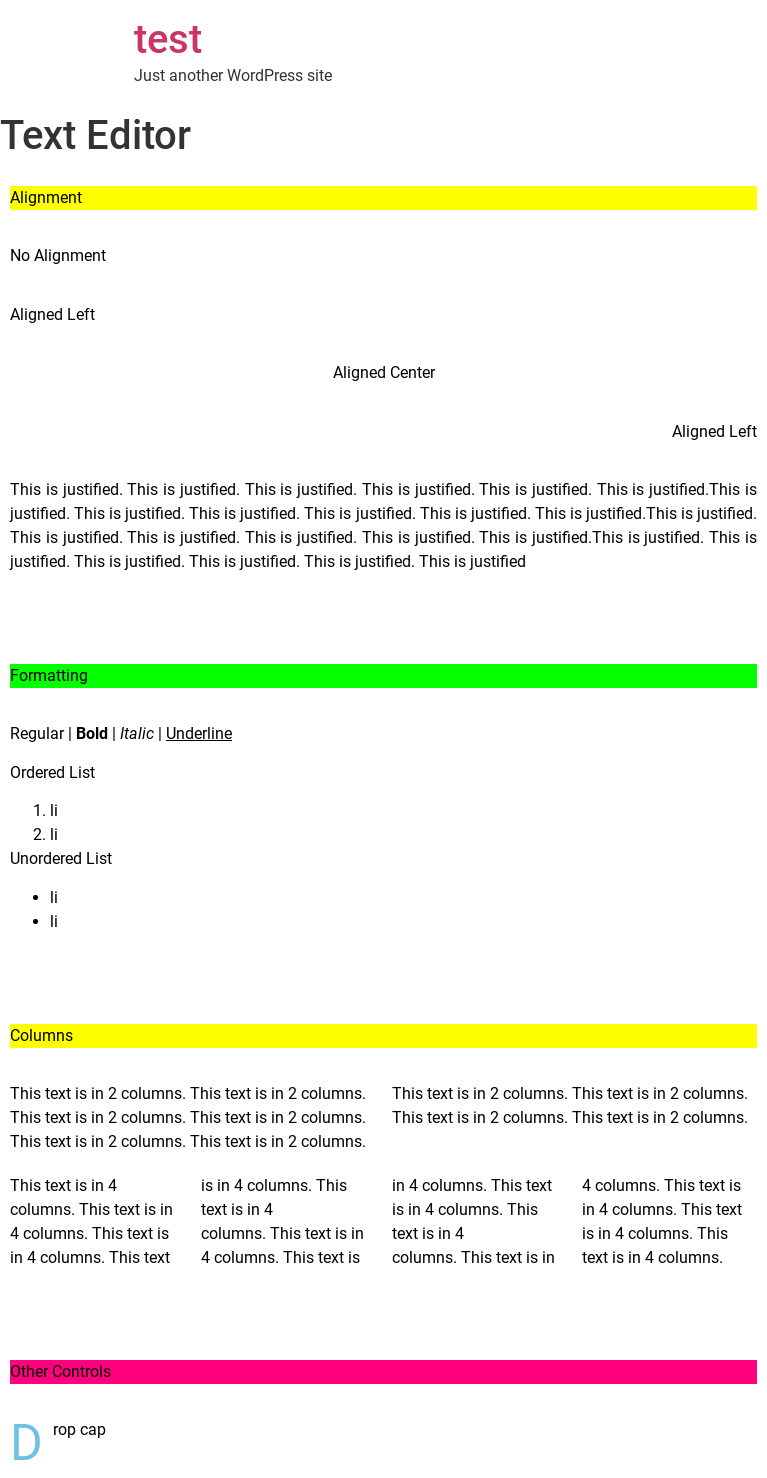 test
Just another WordPress site
Text Editor
Alignment
No Alignment
Aligned Left
Aligned Center
Aligned Left
This is justified. This is justified. This is justified. This is justified. This is justified. This is justified.This is
justified. This is justified. This is justified. This is justified. This is justified. This is justified.This is justified.
This is justified. This is justified. This is justified. This is justified. This is justified.This is justified. This is
justified. This is justified. This is justified. This is justified. This is justified
Formatting
Regular | Bold | Italic | Underline
Ordered List
1. li
2. li
Unordered List
• li
• li
Columns
This text is in 2 columns. This text is in 2 columns.
This text is in 2 columns. This text is in 2 columns.
This text is in 2 columns. This text is in 2 columns.
This text is in 2 columns. This text is in 2 columns.
This text is in 2 columns. This text is in 2 columns.
This text is in 4
columns. This text is in
4 columns. This text is
in 4 columns. This text
is in 4 columns. This
text is in 4
columns. This text is in
4 columns. This text is
in 4 columns. This text
is in 4 columns. This
text is in 4
columns. This text is in
4 columns. This text is
in 4 columns. This text
is in 4 columns. This
text is in 4 columns.
Other Controls
Drop cap